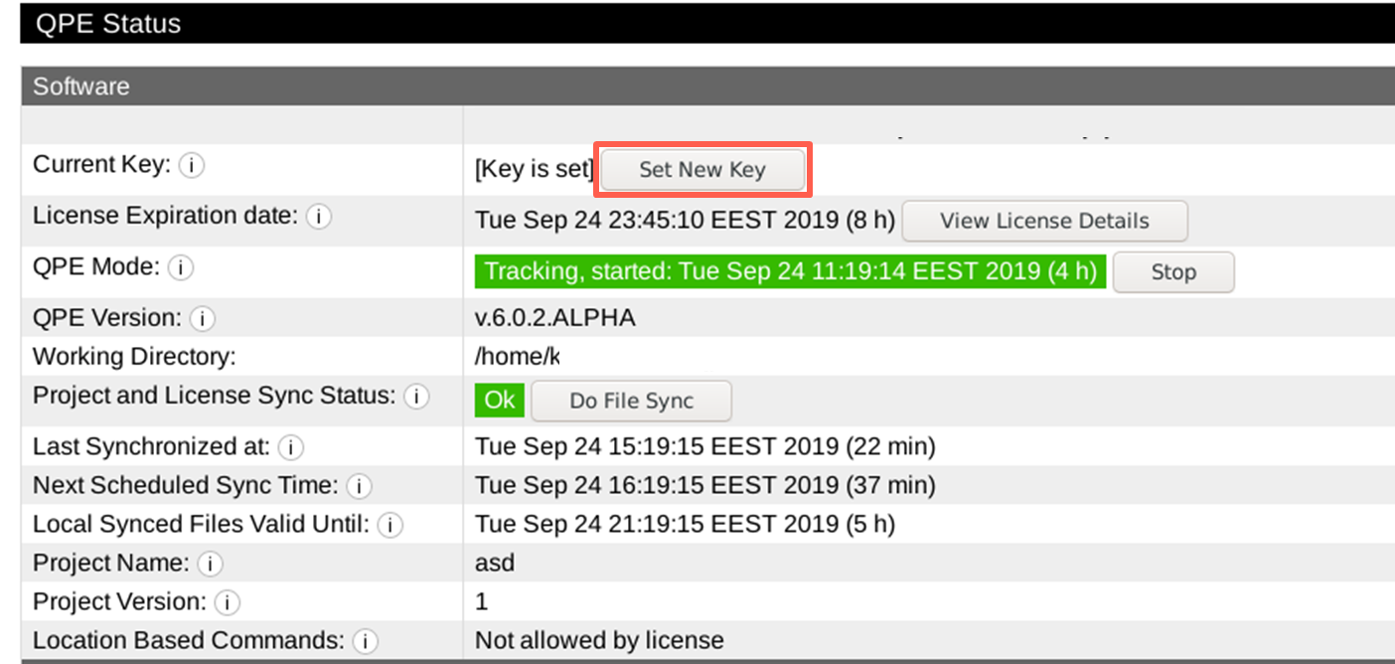 QPE Status
Software
Current Key: i [Key is set] Set New Key
License Expiration date: i Tue Sep 24 23:45:10 EEST 2019 (8 h) View License Details
QPE Mode: i Tracking, started: Tue Sep 24 11:19:14 EEST 2019 (4 h) Stop
QPE Version: i v.6.0.2.ALPHA
Working Directory: /home/k
Project and License Sync Status: i Ok Do File Sync
Last Synchronized at: i Tue Sep 24 15:19:15 EEST 2019 (22 min)
Next Scheduled Sync Time: i Tue Sep 24 16:19:15 EEST 2019 (37 min)
Local Synced Files Valid Until: i Tue Sep 24 21:19:15 EEST 2019 (5 h)
Project Name: i asd
Project Version: i 1
Location Based Commands: i Not allowed by license